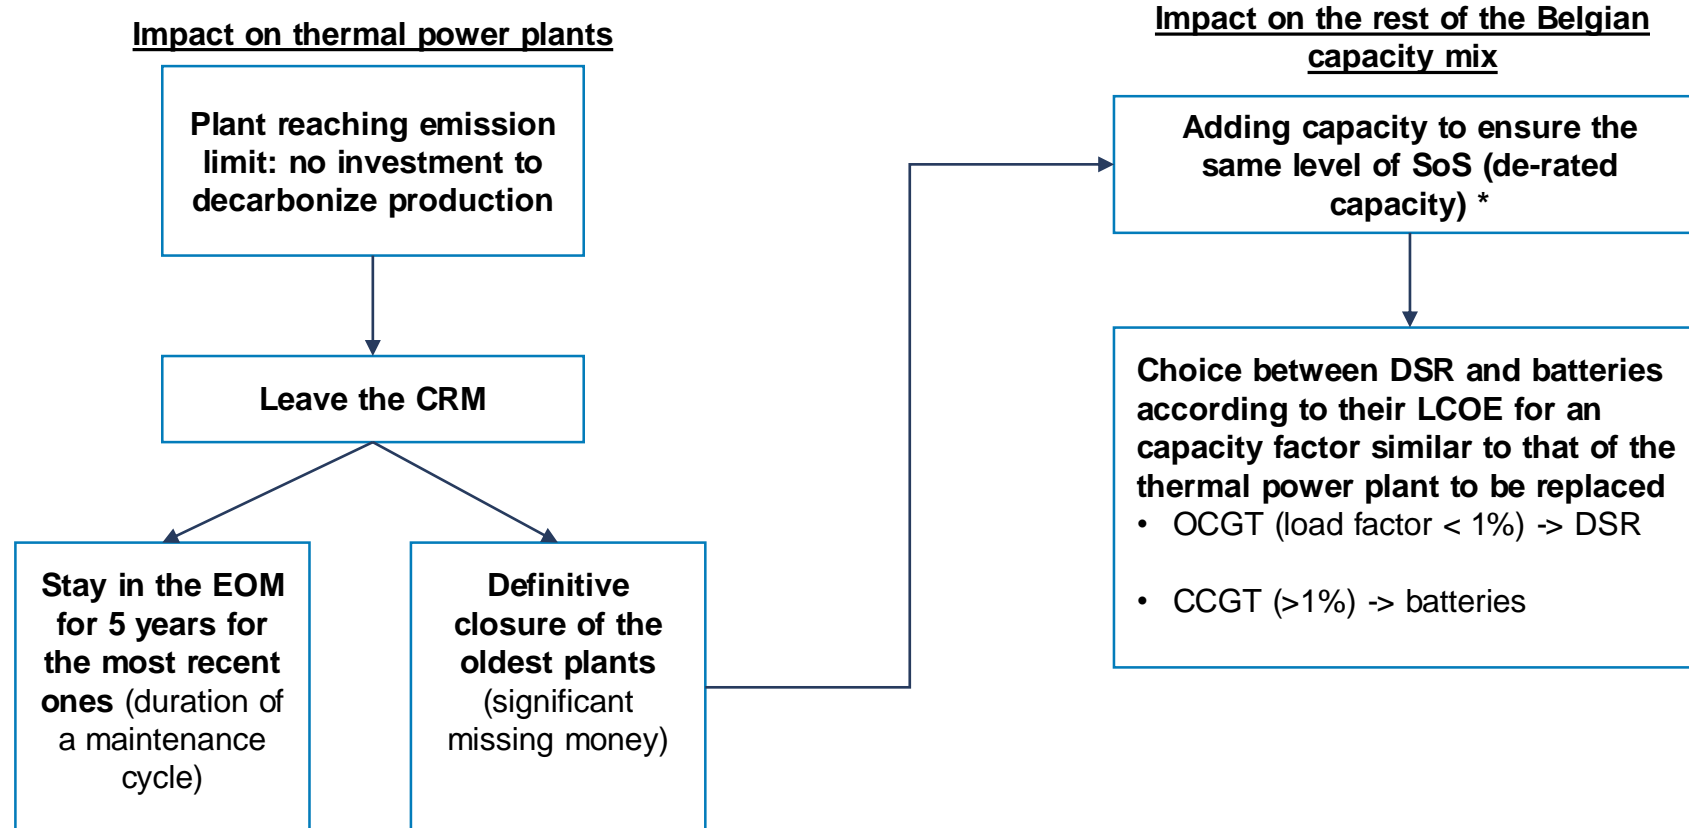 Impact on thermal power plants
Plant reaching emission
limit: no investment to
decarbonize production
Leave the CRM
Stay in the EOM
for 5 years for
the most recent
ones (duration of
a maintenance
cycle)
Definitive
closure of the
oldest plants
(significant
missing money)
Impact on the rest of the Belgian
capacity mix
Adding capacity to ensure the
same level of SoS (de-rated
capacity) *
Choice between DSR and batteries
according to their LCOE for an
capacity factor similar to that of the
thermal power plant to be replaced
• OCGT (load factor < 1%) -> DSR
• CCGT (>1%) -> batteries